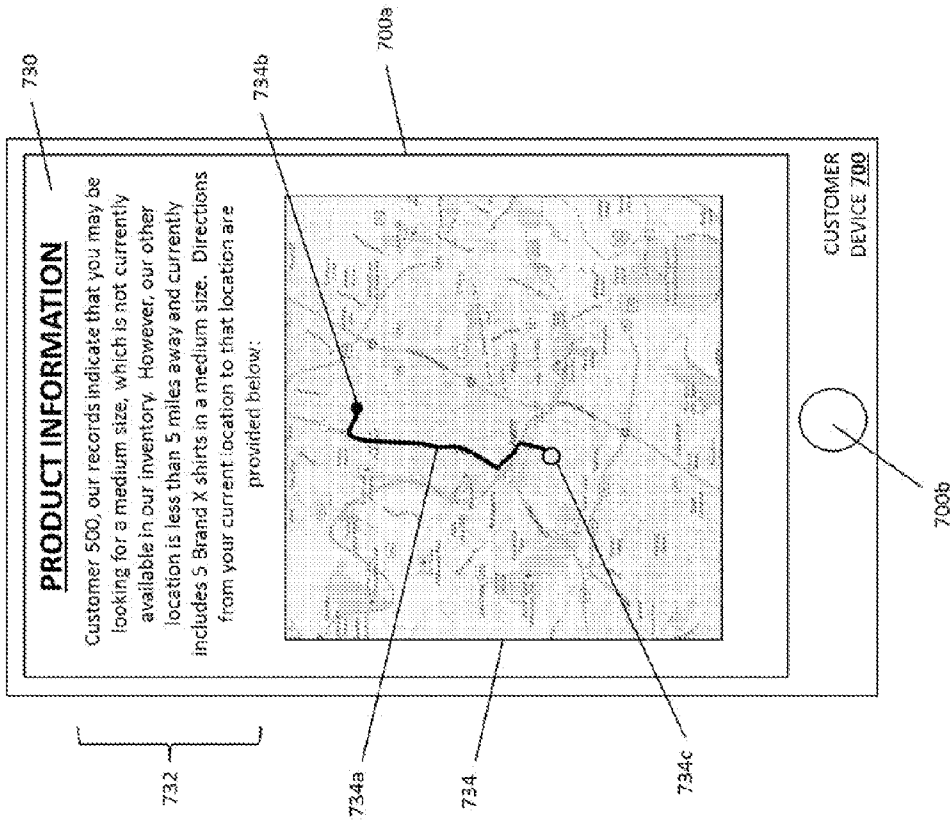 730
PRODUCT INFORMATION
Customer 500, our records indicate that you may be
looking for a medium size, which is not currently
available in our inventory. However, our other
location is less than 5 miles away and currently
includes 5 Brand X shirts in a medium size. Directions
from your current location to that location are
provided below:
732
734b
700a
734a
734
734c
CUSTOMER
DEVICE 700
700b